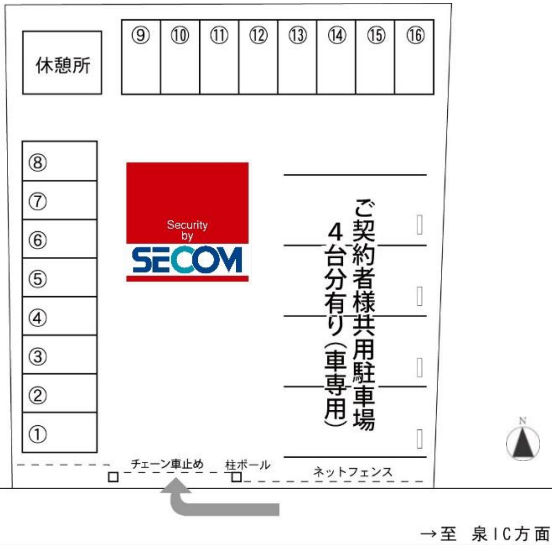 ⑨ ⑩ ⑪ ⑫ ⑬ ⑭ ⑮ ⑯
休憩所
⑧
⑦
⑥
⑤
④
③
②
①
Security
by
SECOM
ご契約者様共用駐車場
4台分有り(車専用)
チェーン車止め
柱ポール
ネットフェンス
N
→至 泉IC方面